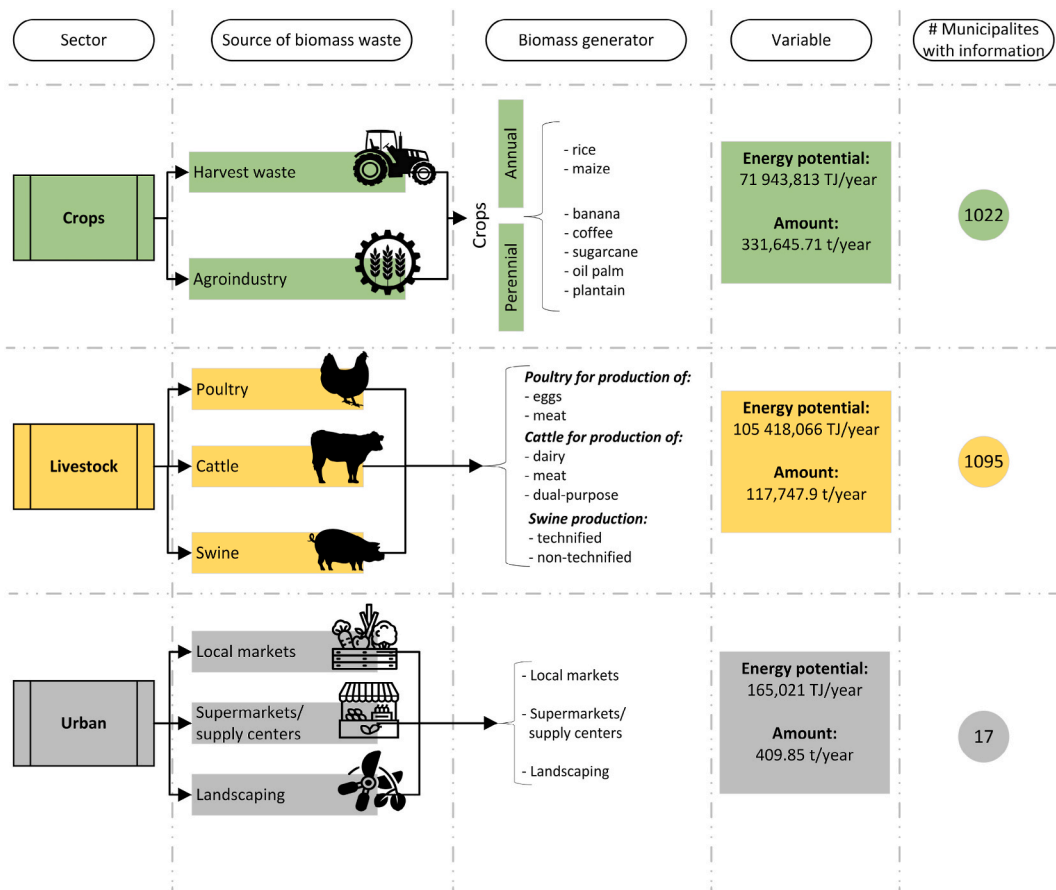 Sector
Source of biomass waste
Biomass generator
Variable
# Municipalites
with information
Crops
Harvest waste
Agroindustry
Crops
Annual
Perennial
- rice
- maize
- banana
- coffee
- sugarcane
- oil palm
- plantain
Energy potential:
71 943,813 TJ/year
Amount:
331,645.71 t/year
1022
Livestock
Poultry
Cattle
Swine
Poultry for production of:
- eggs
- meat
Cattle for production of:
- dairy
- meat
- dual-purpose
Swine production:
- technified
- non-technified
Energy potential:
105 418,066 TJ/year
Amount:
117,747.9 t/year
1095
Urban
Local markets
Supermarkets/
supply centers
Landscaping
- Local markets
- Supermarkets/
supply centers
- Landscaping
Energy potential:
165,021 TJ/year
Amount:
409.85 t/year
17